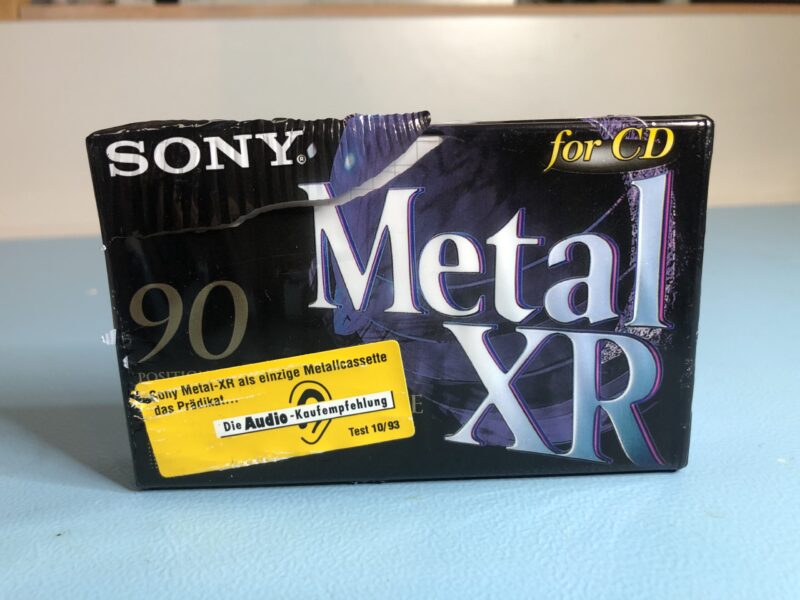 SONY®
for CD
Metal
XR
90
POSITION
Sony Metal-XR als einzige Metallcassette
das Prädikat...
Die Audio-Kaufempfehlung
Test 10/93